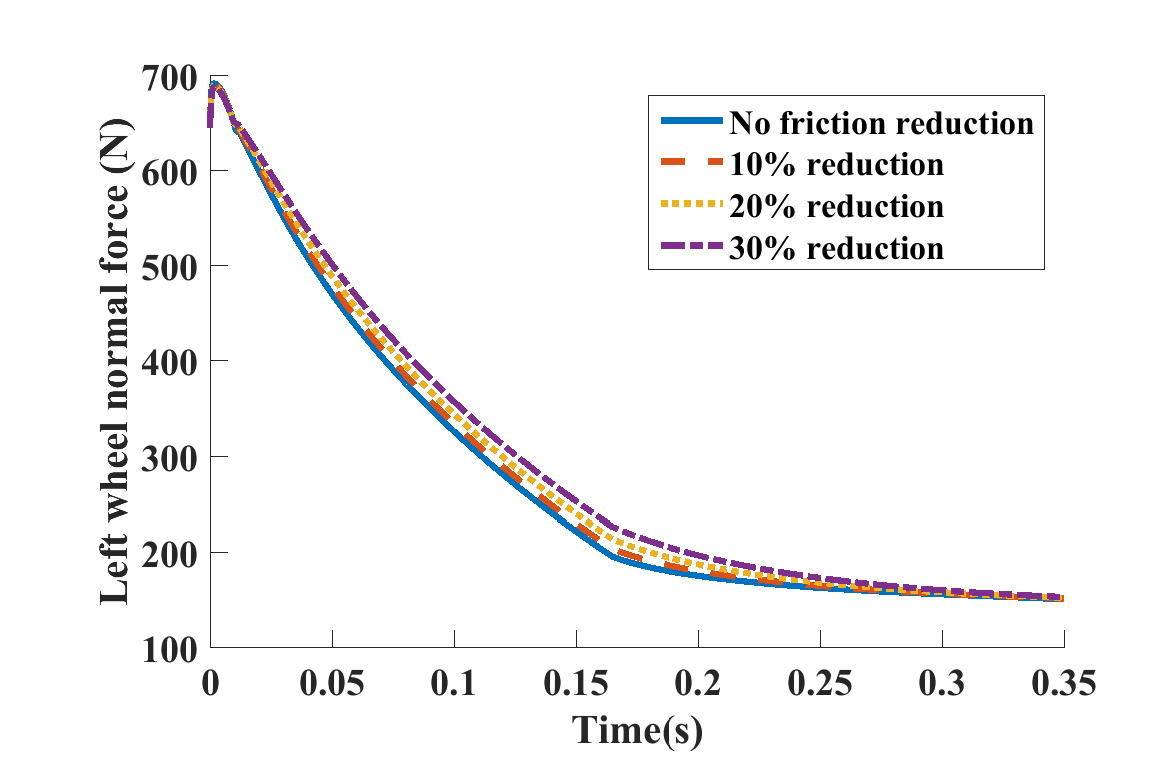 Left wheel normal force (N)
700
600
500
400
300
200
100
No friction reduction
10% reduction
20% reduction
30% reduction
0 0.05 0.1 0.15 0.2 0.25 0.3 0.35
Time(s)